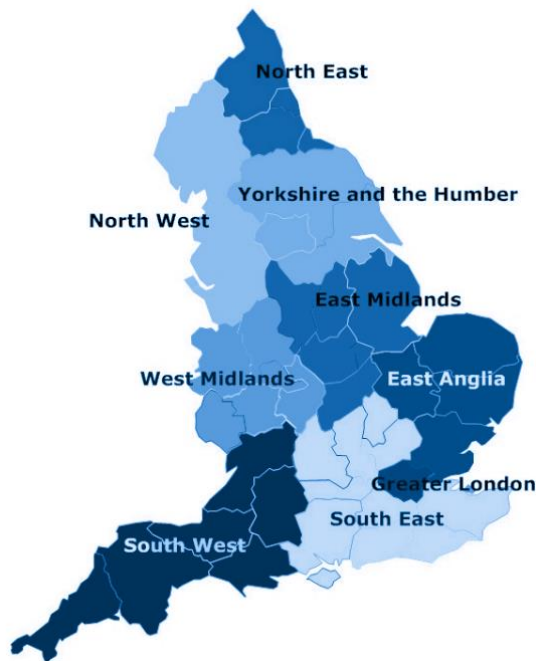 North East
Yorkshire and the Humber
North West
East Midlands
West Midlands
East Anglia
Greater London
South East
South West